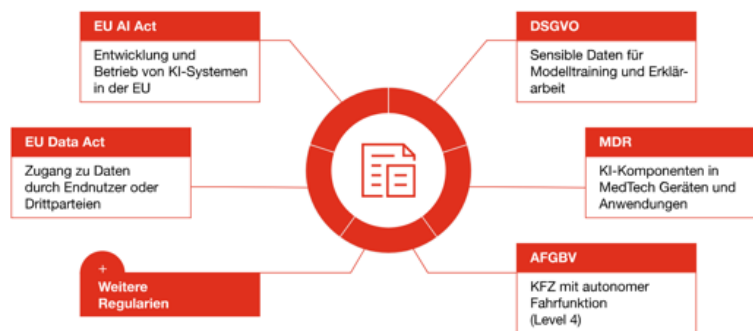 EU AI Act
Entwicklung und
Betrieb von KI-Systemen
in der EU
DSGVO
Sensible Daten für
Modelltraining und Erklär-
arbeit
EU Data Act
Zugang zu Daten
durch Endnutzer oder
Drittparteien
MDR
KI-Komponenten in
MedTech Geräten und
Anwendungen
+
Weitere
Regularien
AFGBV
KFZ mit autonomer
Fahrfunktion
(Level 4)